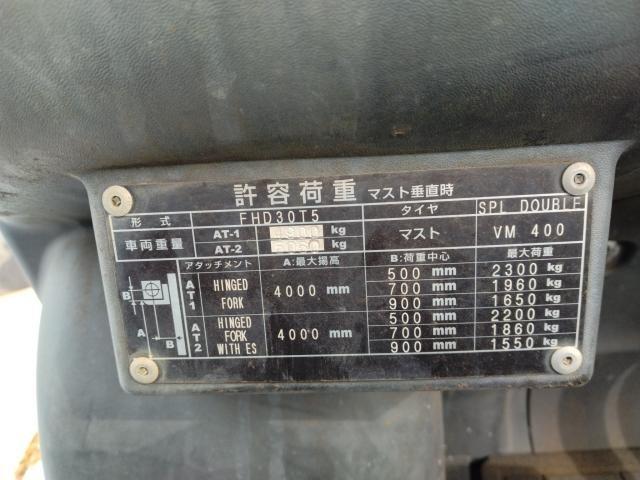 許容荷重 マスト垂直時
形式 FHD30T5 タイヤ SPL DOUBLE
車両重量 AT-1 kg マスト VM 400
AT-2 kg
アタッチメント A:最大揚高 B:荷重中心 最大荷重
AT1 HINGED FORK 4000 mm 500 mm 2300 kg
700 mm 1960 kg
900 mm 1650 kg
AT2 HINGED FORK WITH ES 4000 mm 500 mm 2200 kg
700 mm 1860 kg
900 mm 1550 kg
B
A
B